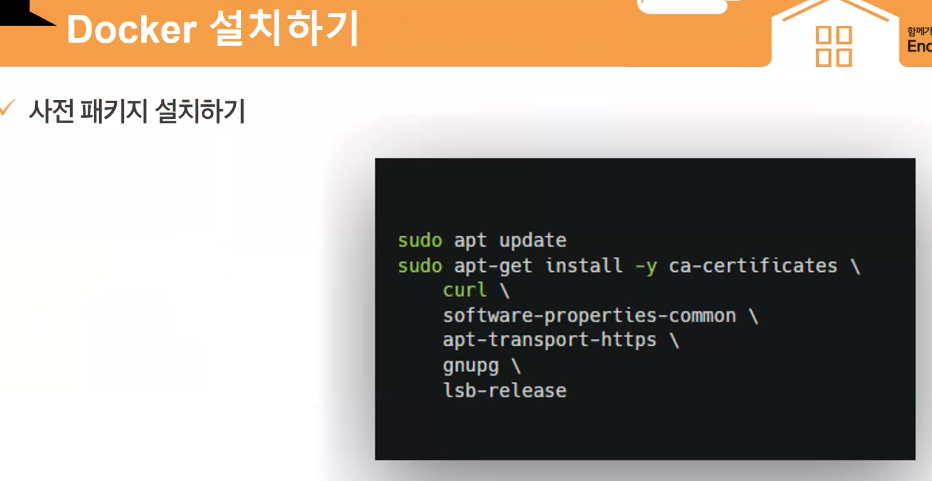 Docker 설치하기
함께가
✓ 사전 패키지 설치하기
sudo apt update
sudo apt-get install -y ca-certificates \
curl \
software-properties-common \
apt-transport-https \
gnupg \
lsb-release